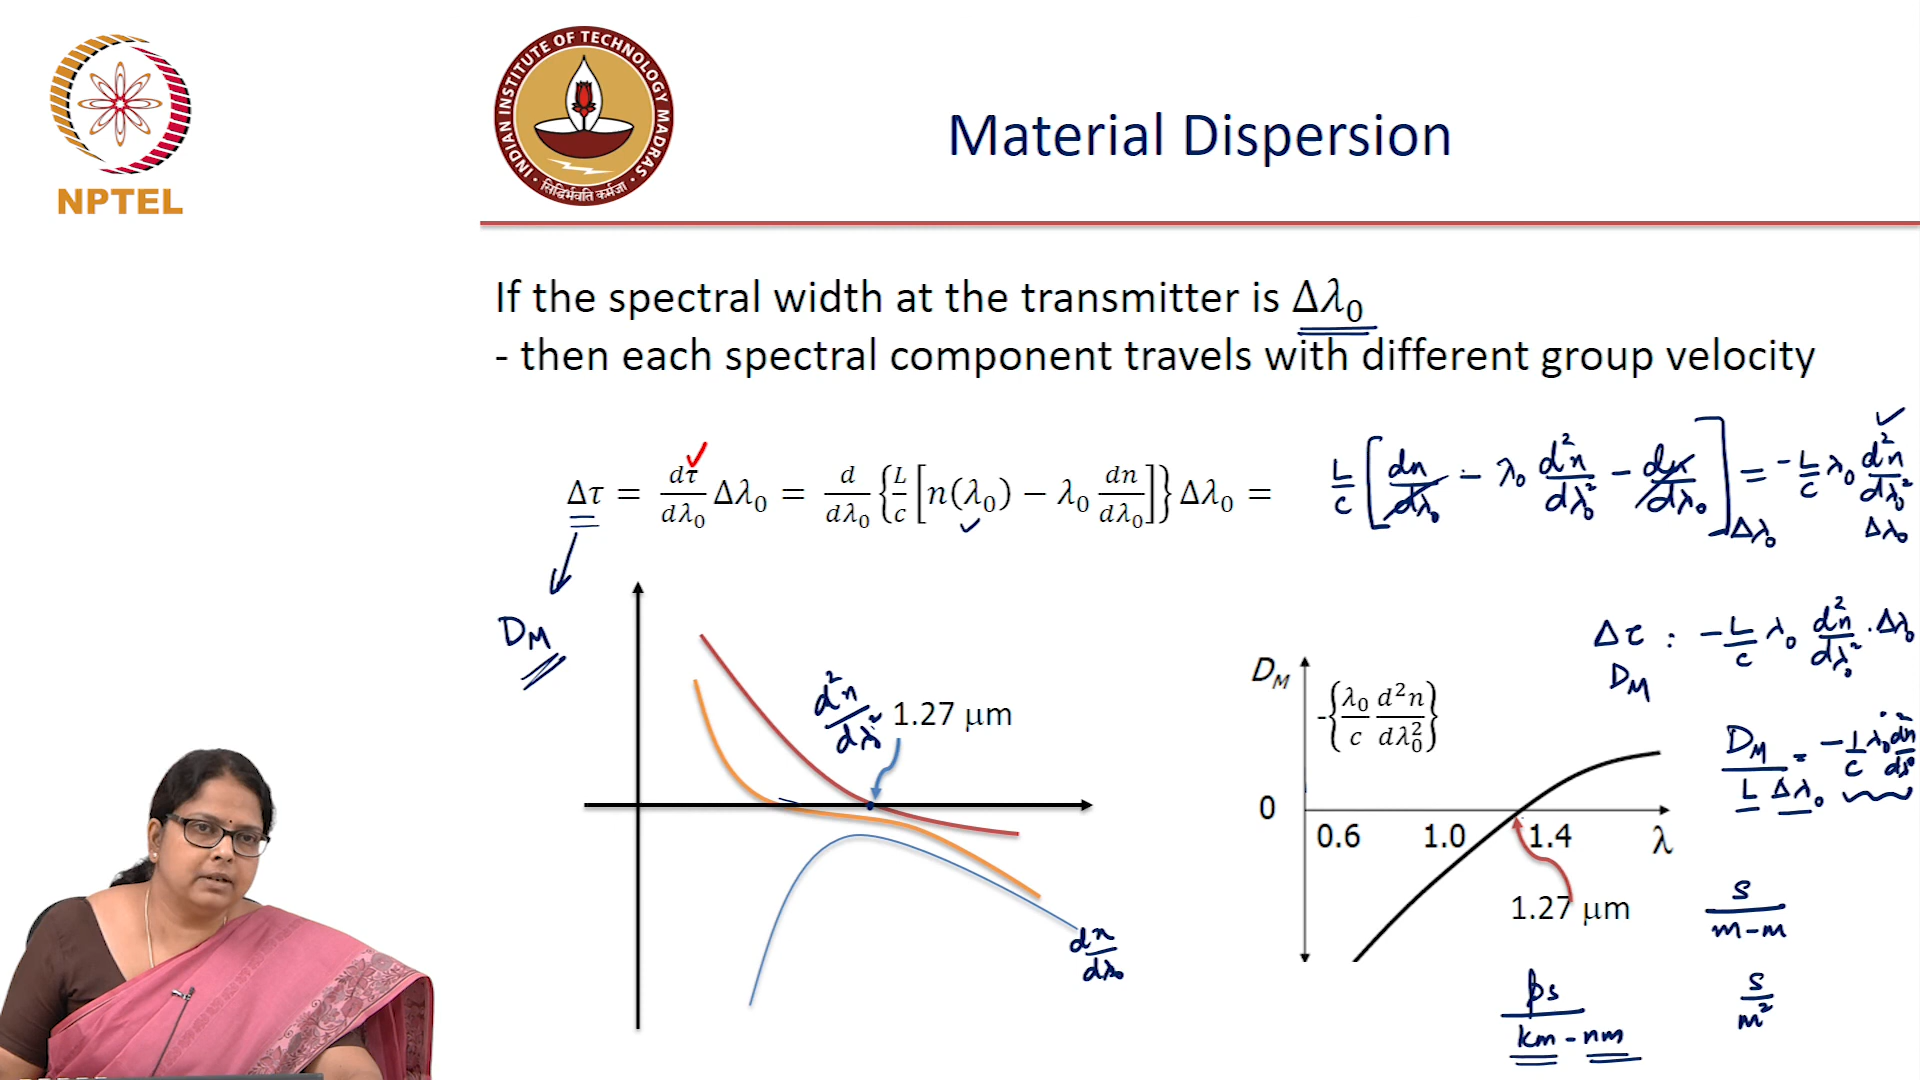 NPTEL
INDIAN INSTITUTE OF TECHNOLOGY MADRAS
सिद्धिर्भवति कर्मजा
Material Dispersion
If the spectral width at the transmitter is Δλ₀
- then each spectral component travels with different group velocity
Δτ = dτ/dλ₀ Δλ₀ = d/dλ₀ {L/c [n(λ₀) − λ₀ dn/dλ₀]} Δλ₀ = L/c [dn/dλ₀ − λ₀ d²n/dλ₀² − dn/dλ₀] Δλ₀ = −L/c λ₀ d²n/dλ₀² Δλ₀
D_M
d²n/dλ₀²
1.27 μm
dn/dλ₀
D_M
-{λ₀/c d²n/dλ₀²}
0
0.6 1.0 1.4 λ
1.27 μm
Δτ : −L/c λ₀ d²n/dλ₀² · Δλ₀
D_M
D_M/L Δλ₀ = −1/c λ₀ d²n/dλ₀²
s/m-m
ps/km-nm
s/m²